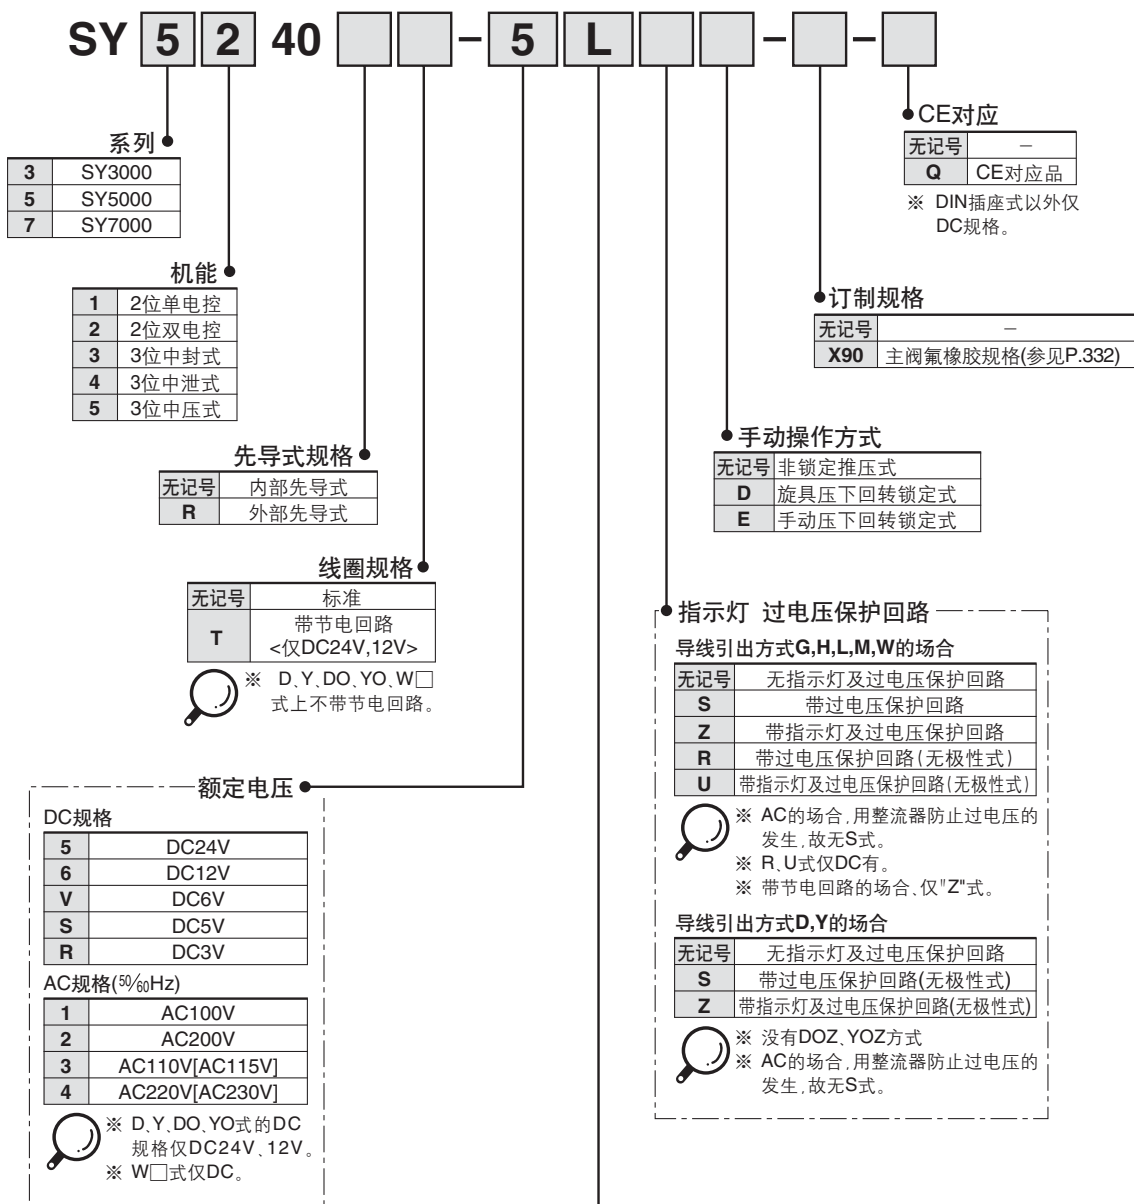 SY 5 2 40 □ □ – 5 L □ □ – □ – □
CE对应
无记号 –
Q CE对应品
※ DIN插座式以外仅
DC规格。
系列
3 SY3000
5 SY5000
7 SY7000
机能
1 2位单电控
2 2位双电控
3 3位中封式
4 3位中泄式
5 3位中压式
订制规格
无记号 –
X90 主阀氟橡胶规格(参见P.332)
先导式规格
无记号 内部先导式
R 外部先导式
手动操作方式
无记号 非锁定推压式
D 旋具压下回转锁定式
E 手动压下回转锁定式
线圈规格
无记号 标准
T 带节电回路
<仅DC24V,12V>
※ D、Y、DO、YO、W□
式上不带节电回路。
指示灯 过电压保护回路
导线引出方式G,H,L,M,W的场合
无记号 无指示灯及过电压保护回路
S 带过电压保护回路
Z 带指示灯及过电压保护回路
R 带过电压保护回路(无极性式)
U 带指示灯及过电压保护回路(无极性式)
※ AC的场合,用整流器防止过电压的
发生,故无S式。
※ R、U式仅DC有。
※ 带节电回路的场合、仅"Z"式。
导线引出方式D,Y的场合
无记号 无指示灯及过电压保护回路
S 带过电压保护回路(无极性式)
Z 带指示灯及过电压保护回路(无极性式)
※ 没有DOZ、YOZ方式
※ AC的场合,用整流器防止过电压的
发生,故无S式。
额定电压
DC规格
5 DC24V
6 DC12V
V DC6V
S DC5V
R DC3V
AC规格(50/60Hz)
1 AC100V
2 AC200V
3 AC110V[AC115V]
4 AC220V[AC230V]
※ D、Y、DO、YO式的DC
规格仅DC24V、12V。
※ W□式仅DC。